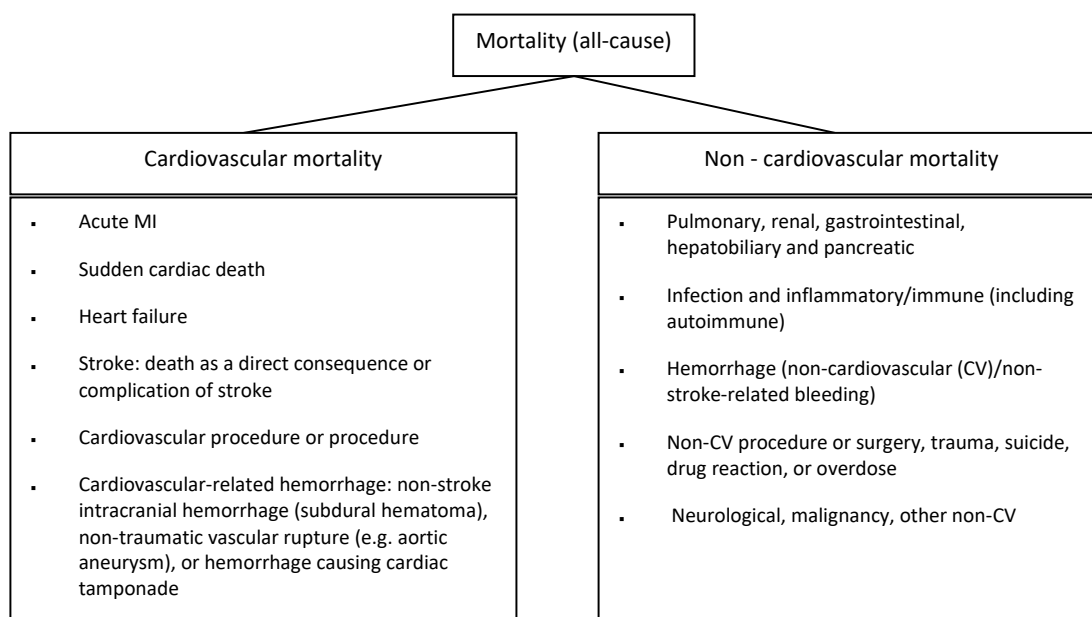 Mortality (all-cause)
Cardiovascular mortality
▪ Acute MI
▪ Sudden cardiac death
▪ Heart failure
▪ Stroke: death as a direct consequence or
complication of stroke
▪ Cardiovascular procedure or procedure
▪ Cardiovascular-related hemorrhage: non-stroke
intracranial hemorrhage (subdural hematoma),
non-traumatic vascular rupture (e.g. aortic
aneurysm), or hemorrhage causing cardiac
tamponade
Non - cardiovascular mortality
▪ Pulmonary, renal, gastrointestinal,
hepatobiliary and pancreatic
▪ Infection and inflammatory/immune (including
autoimmune)
▪ Hemorrhage (non-cardiovascular (CV)/non-
stroke-related bleeding)
▪ Non-CV procedure or surgery, trauma, suicide,
drug reaction, or overdose
▪ Neurological, malignancy, other non-CV